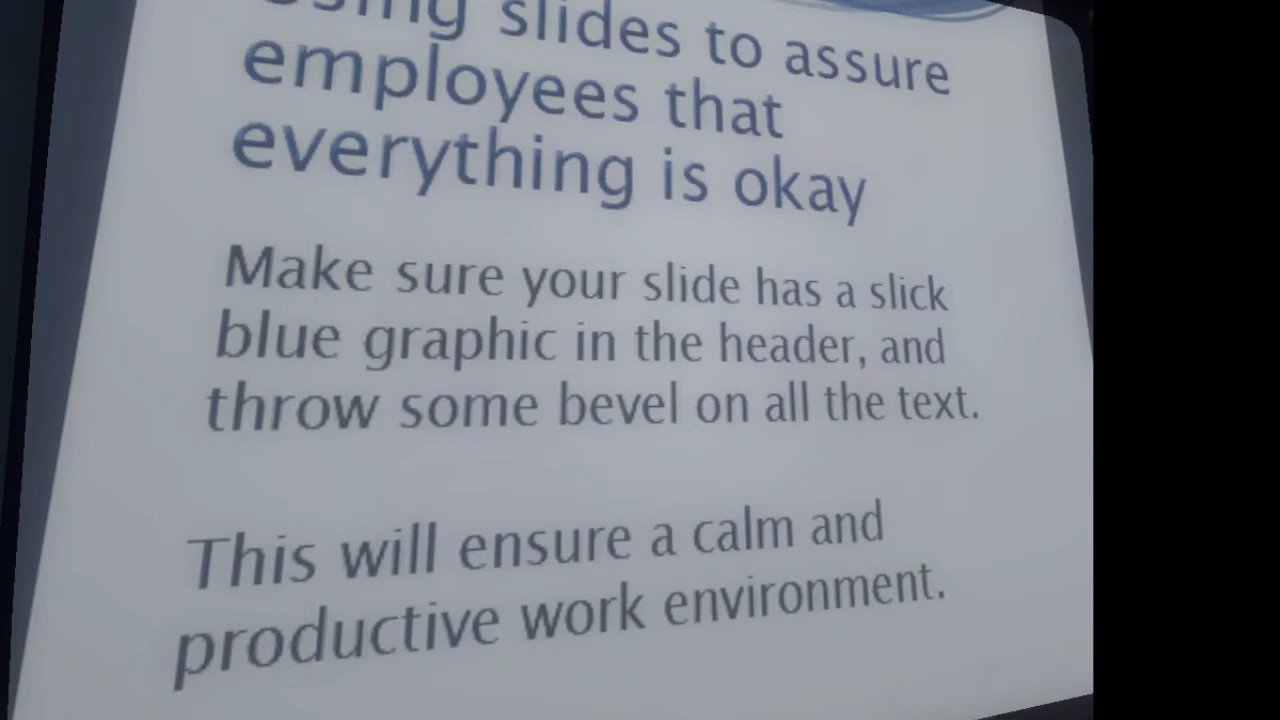 Using slides to assure
employees that
everything is okay
Make sure your slide has a slick
blue graphic in the header, and
throw some bevel on all the text.
This will ensure a calm and
productive work environment.